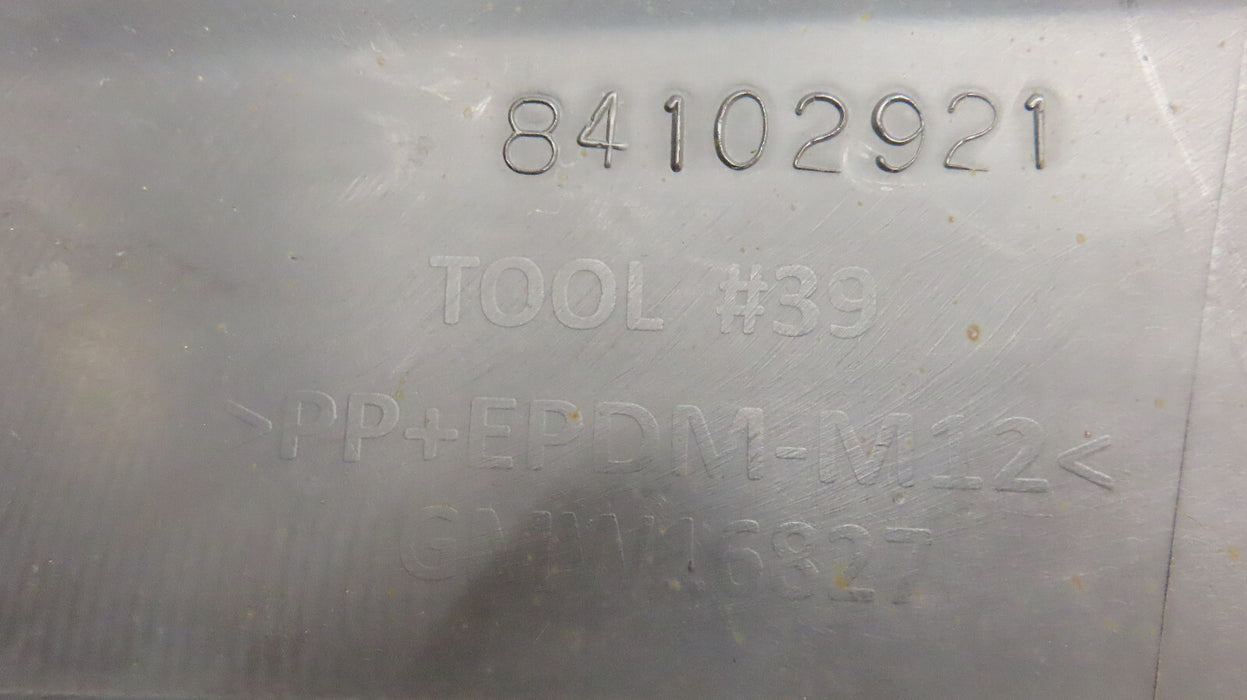 84102921
TOOL #39
>PP+EPDM-M12<
GMW16827